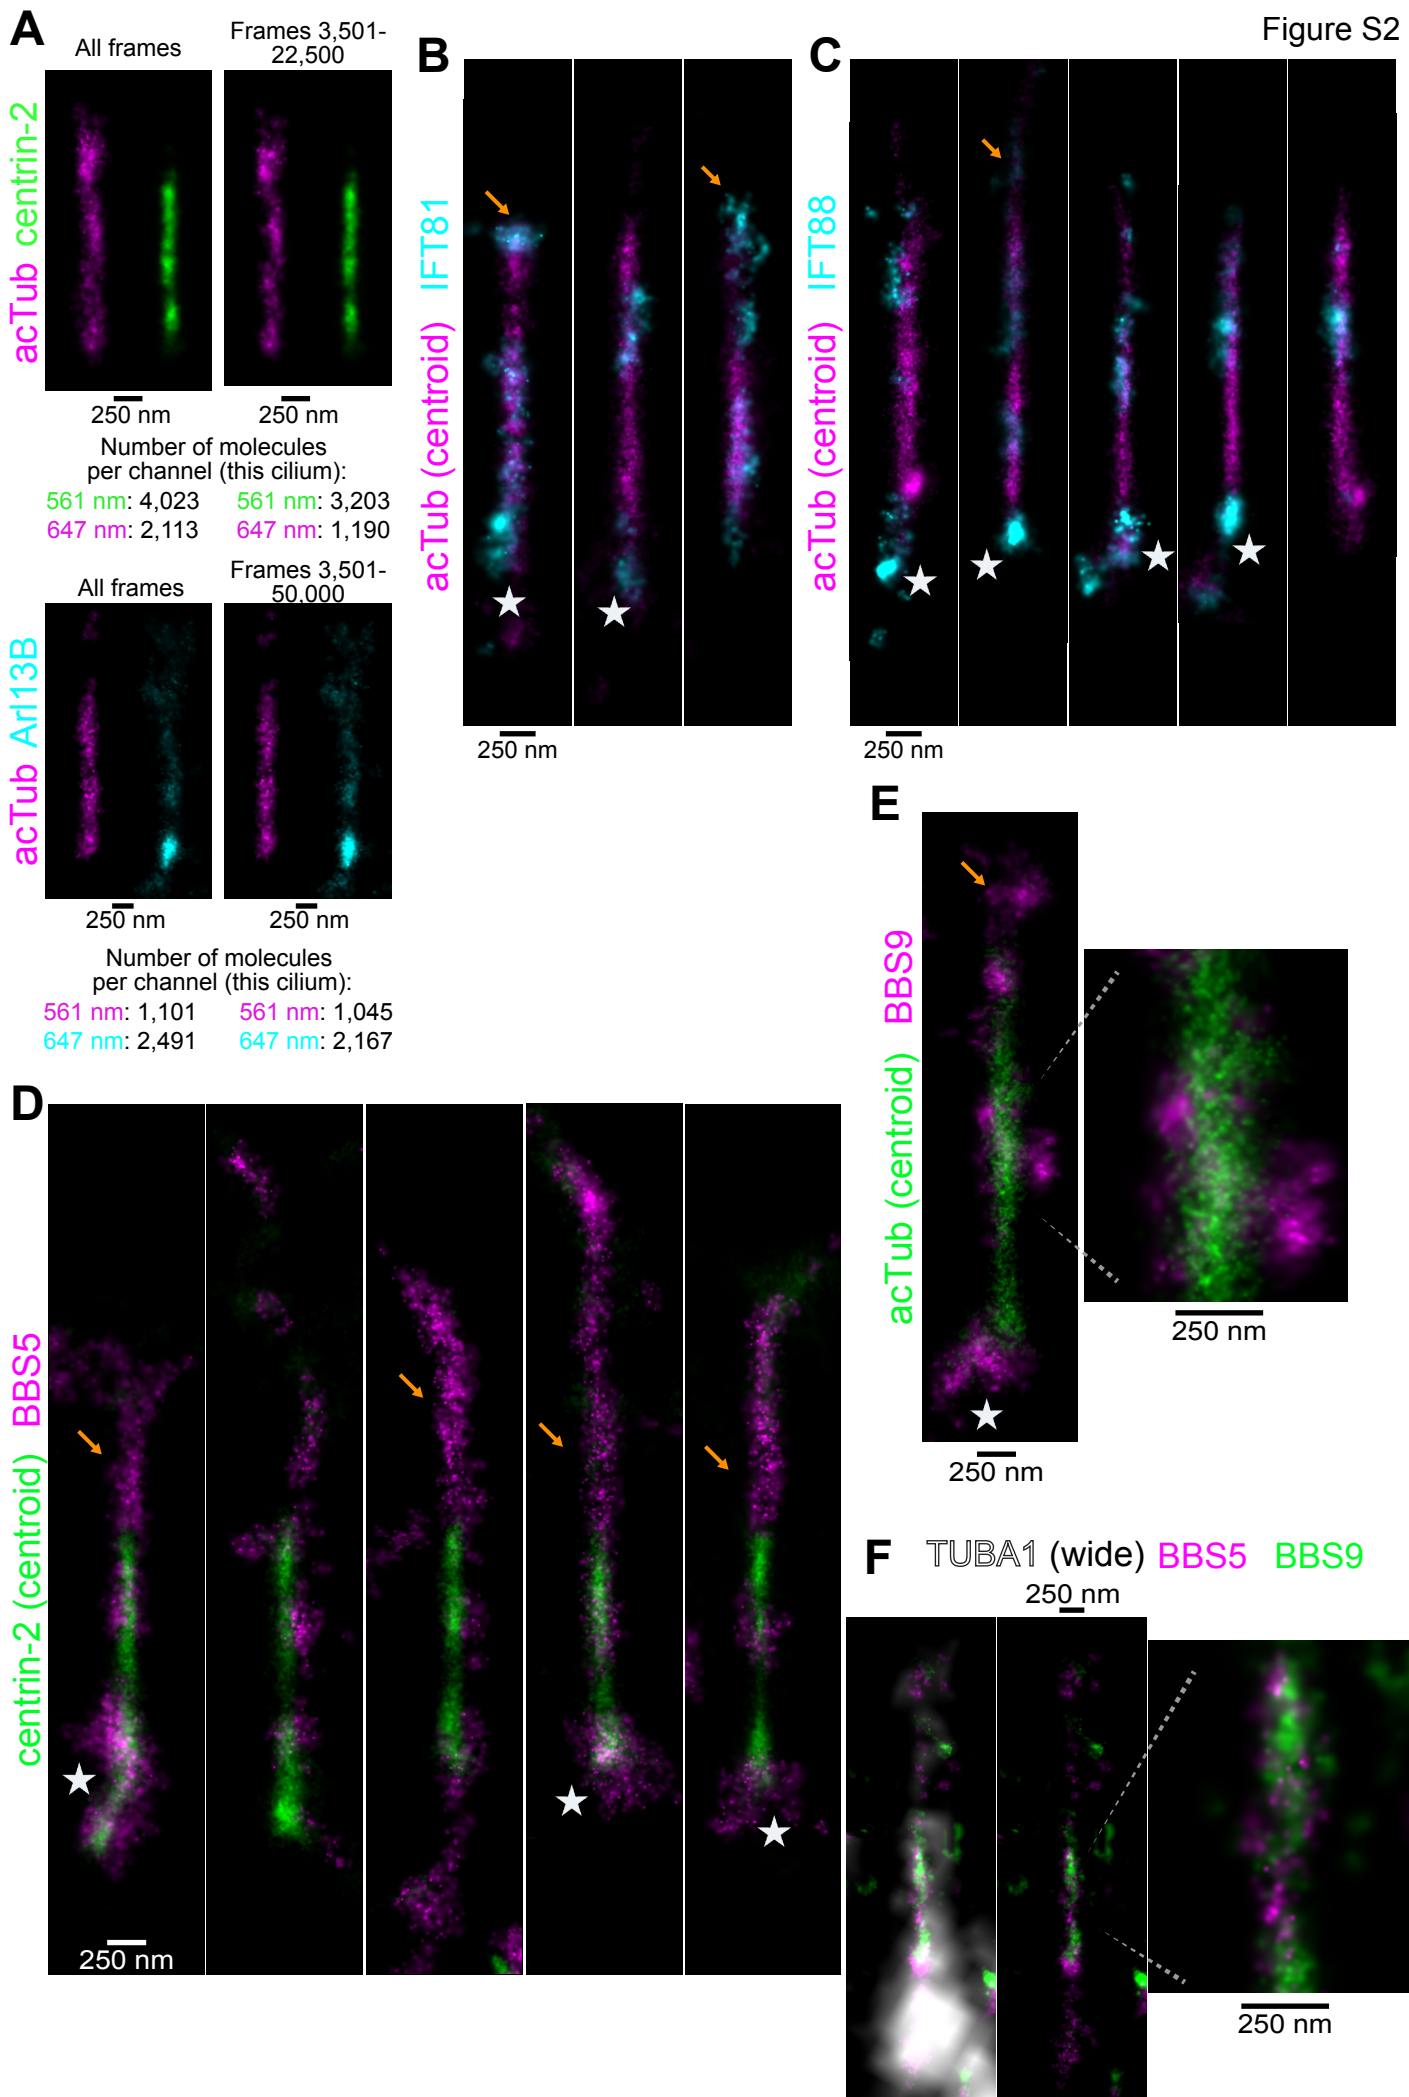 Figure S2
A
All frames
Frames 3,501-
22,500
acTub centrin-2
250 nm
250 nm
Number of molecules
per channel (this cilium):
561 nm: 4,023
561 nm: 3,203
647 nm: 2,113
647 nm: 1,190
All frames
Frames 3,501-
50,000
acTub Arl13B
250 nm
250 nm
Number of molecules
per channel (this cilium):
561 nm: 1,101
561 nm: 1,045
647 nm: 2,491
647 nm: 2,167
B
acTub (centroid) IFT81
250 nm
C
acTub (centroid) IFT88
250 nm
D
centrin-2 (centroid) BBS5
250 nm
E
acTub (centroid) BBS9
250 nm
250 nm
F
TUBA1 (wide) BBS5 BBS9
250 nm
250 nm